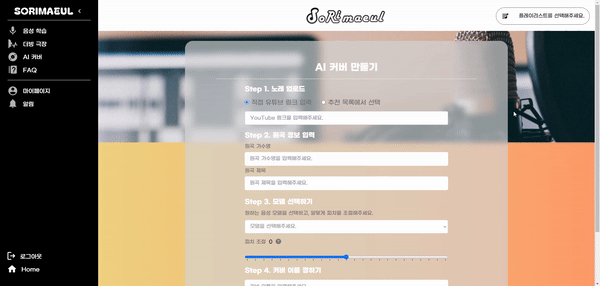 SORIMAEUL
음성 학습
더빙 극장
AI 커버
FAQ
마이페이지
알림
로그아웃
Home
SoRimaeul
플레이리스트를 선택해주세요.
AI 커버 만들기
Step 1. 노래 업로드
직접 유튜브 링크 입력
추천 목록에서 선택
YouTube 링크를 입력해주세요.
Step 2. 원곡 정보 입력
원곡 가수명
원곡 가수명을 입력해주세요.
원곡 제목
원곡 제목을 입력해주세요.
Step 3. 모델 선택하기
원하는 음성 모델을 선택하고, 알맞게 피치를 조절해주세요.
모델을 선택해주세요.
피치 조절 0
Step 4. 커버 이름 정하기